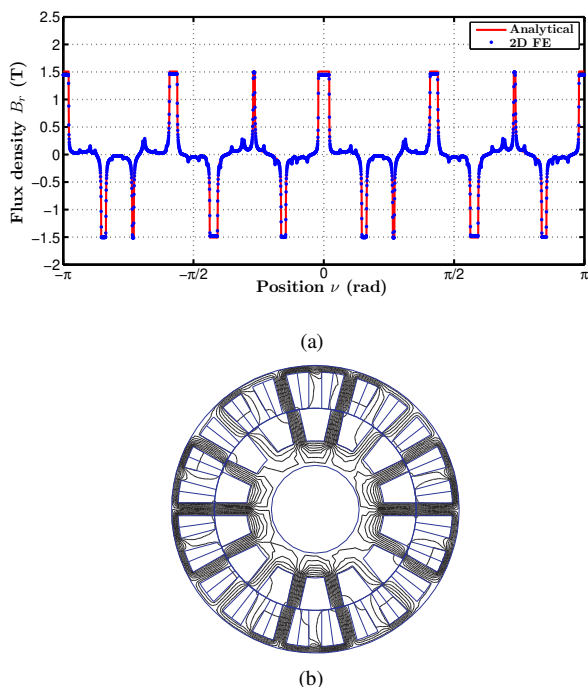 2.5
2
1.5
1
0.5
0
−0.5
−1
−1.5
−2
Flux density B_r (T)
Analytical
2D FE
−π
−π/2
0
π/2
π
Position ν (rad)
(a)
(b)